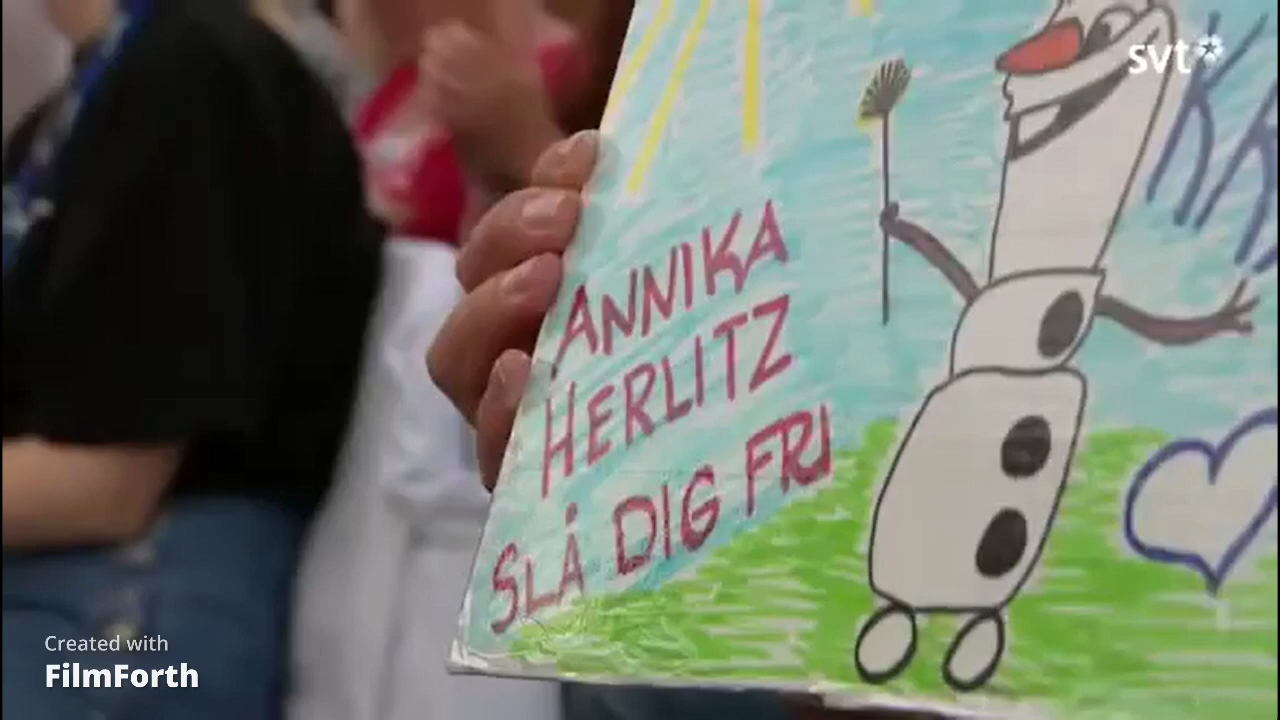 svt
ANNIKA
HERLITZ
SLÅ DIG FRI
Created with
FilmForth